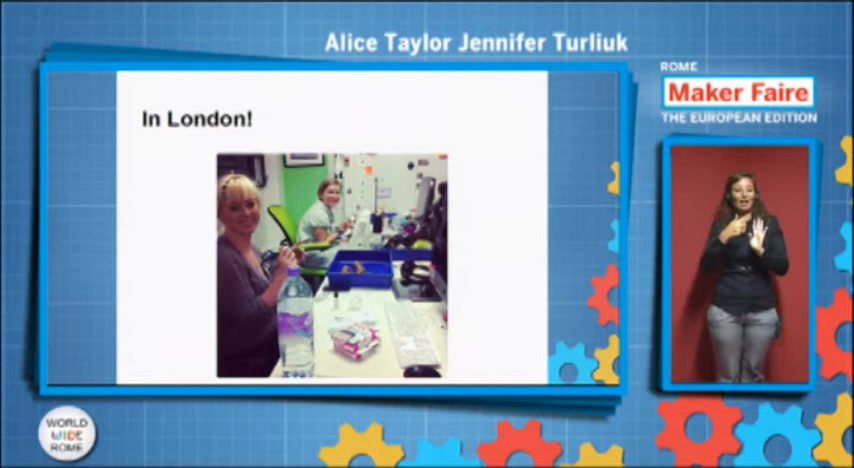 Alice Taylor Jennifer Turliuk
ROME
Maker Faire
THE EUROPEAN EDITION
In London!
WORLD
WIDE
ROME